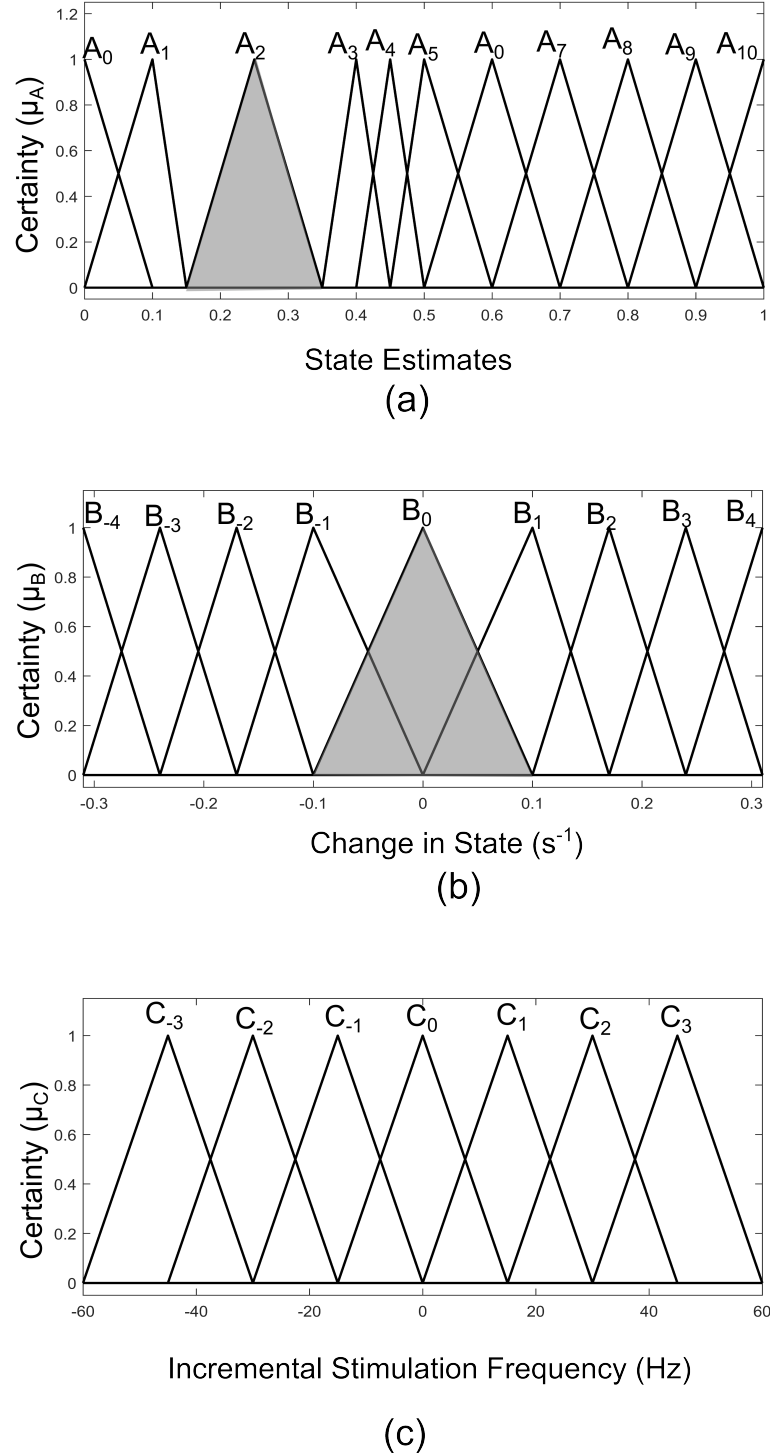 1.2
A0 A1 A2 A3 A4 A5 A0 A7 A8 A9 A10
1
0.8
0.6
0.4
0.2
0
Certainty (μA)
0 0.1 0.2 0.3 0.4 0.5 0.6 0.7 0.8 0.9 1
State Estimates
(a)
B-4 B-3 B-2 B-1 B0 B1 B2 B3 B4
1
0.8
0.6
0.4
0.2
0
Certainty (μB)
-0.3 -0.2 -0.1 0 0.1 0.2 0.3
Change in State (s-1)
(b)
C-3 C-2 C-1 C0 C1 C2 C3
1
0.8
0.6
0.4
0.2
0
Certainty (μC)
-60 -40 -20 0 20 40 60
Incremental Stimulation Frequency (Hz)
(c)